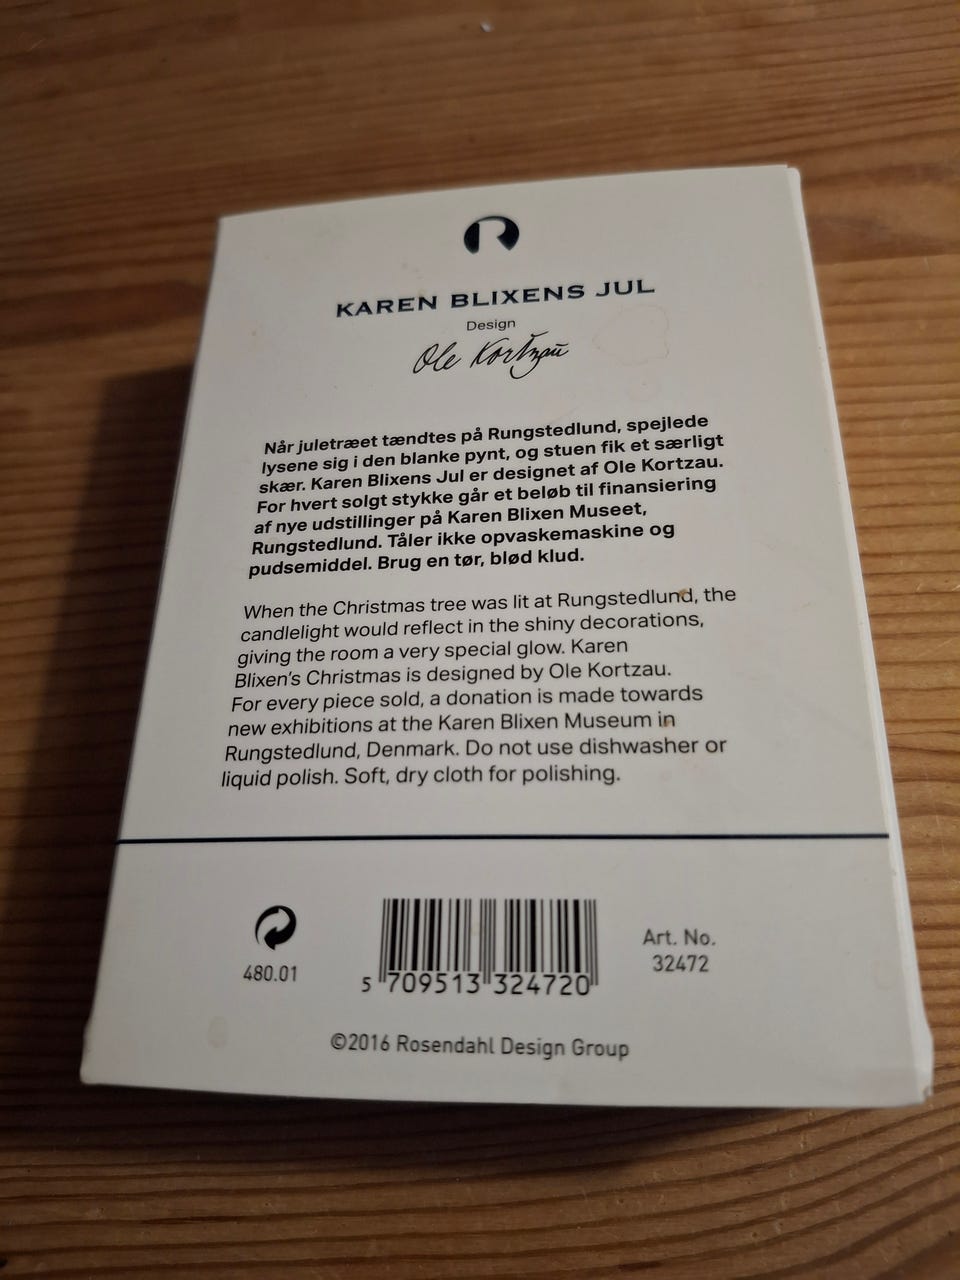 KAREN BLIXENS JUL
Design
Ole Kortzau
Når juletræet tændtes på Rungstedlund, spejlede
lysene sig i den blanke pynt, og stuen fik et særligt
skær. Karen Blixens Jul er designet af Ole Kortzau.
For hvert solgt stykke går et beløb til finansiering
af nye udstillinger på Karen Blixen Museet,
Rungstedlund. Tåler ikke opvaskemaskine og
pudsemiddel. Brug en tør, blød klud.
When the Christmas tree was lit at Rungstedlund, the
candlelight would reflect in the shiny decorations,
giving the room a very special glow. Karen
Blixen's Christmas is designed by Ole Kortzau.
For every piece sold, a donation is made towards
new exhibitions at the Karen Blixen Museum in
Rungstedlund, Denmark. Do not use dishwasher or
liquid polish. Soft, dry cloth for polishing.
480.01
5 709513 324720
Art. No.
32472
©2016 Rosendahl Design Group